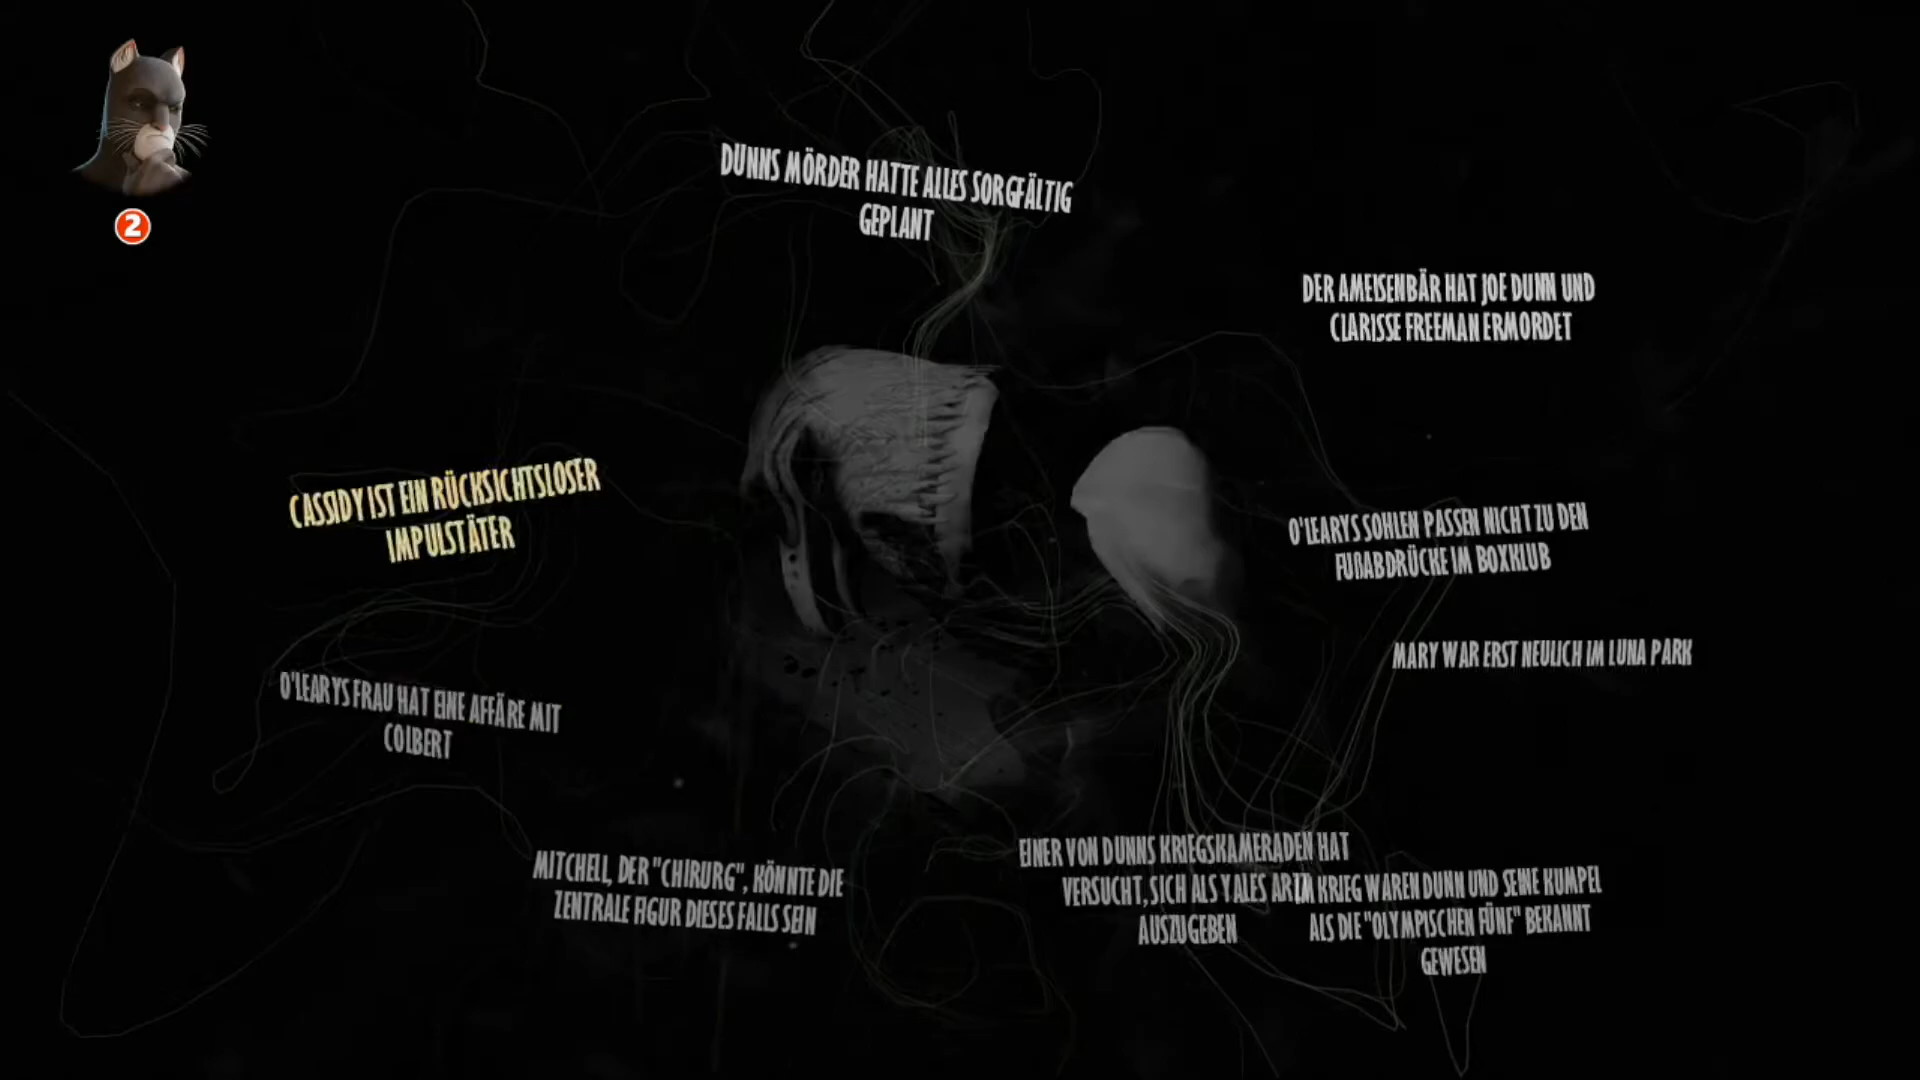 2
DUNNS MÖRDER HATTE ALLES SORGFÄLTIG
GEPLANT
DER AMEISENBÄR HAT JOE DUNN UND
CLARISSE FREEMAN ERMORDET
CASSIDY IST EIN RÜCKSICHTSLOSER
IMPULSTÄTER
O'LEARYS SOHLEN PASSEN NICHT ZU DEN
FUßABDRÜCKE IM BOXKLUB
MARY WAR ERST NEULICH IM LUNA PARK
O'LEARYS FRAU HAT EINE AFFÄRE MIT
COLBERT
MITCHELL, DER "CHIRURG", KÖNNTE DIE
ZENTRALE FIGUR DIESES FALLS SEIN
EINER VON DUNNS KRIEGSKAMERADEN HAT
VERSUCHT, SICH ALS YALES ARZT
AUSZUGEBEN
IM KRIEG WAREN DUNN UND SEINE KUMPEL
ALS DIE "OLYMPISCHEN FÜNF" BEKANNT
GEWESEN